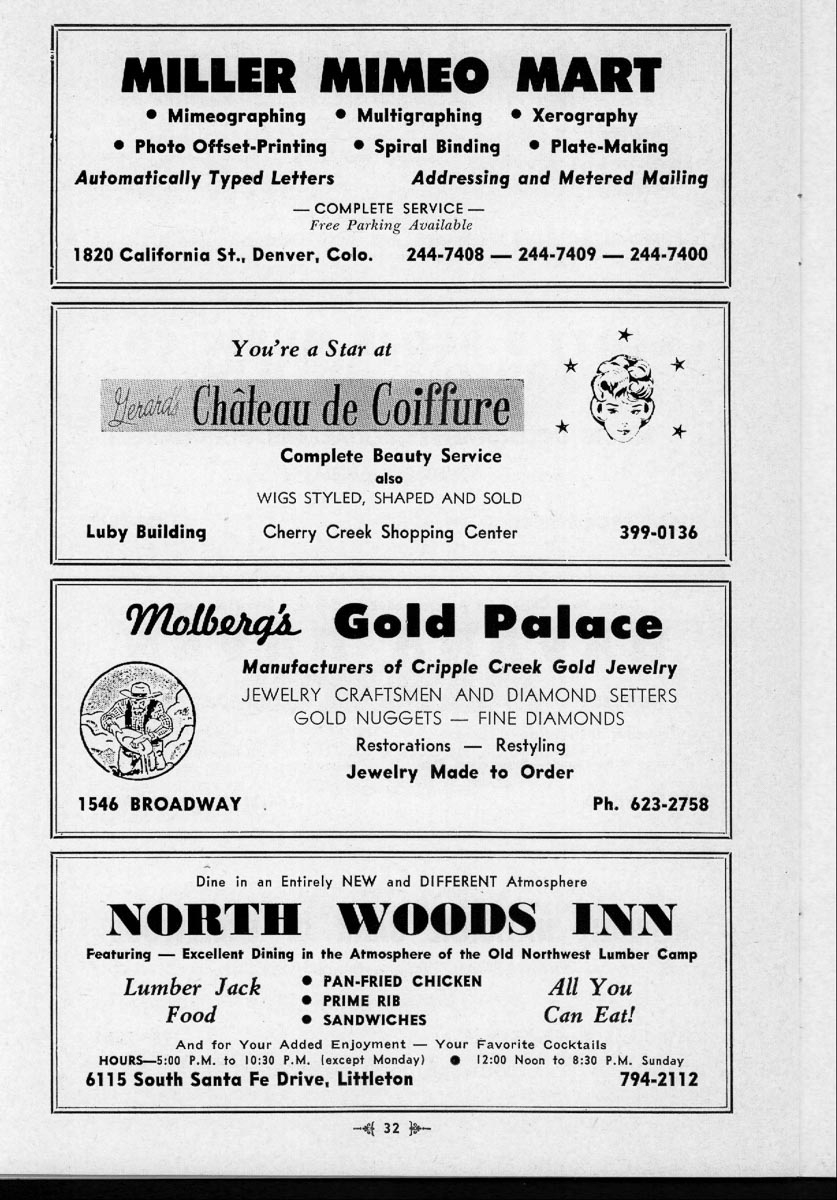 MILLER MIMEO MART
• Mimeographing • Multigraphing • Xerography
• Photo Offset-Printing • Spiral Binding • Plate-Making
Automatically Typed Letters Addressing and Metered Mailing
— COMPLETE SERVICE —
Free Parking Available
1820 California St., Denver, Colo. 244-7408 — 244-7409 — 244-7400
You're a Star at
Gerard's Château de Coiffure
Complete Beauty Service
also
WIGS STYLED, SHAPED AND SOLD
Luby Building Cherry Creek Shopping Center 399-0136
Molberg's Gold Palace
Manufacturers of Cripple Creek Gold Jewelry
JEWELRY CRAFTSMEN AND DIAMOND SETTERS
GOLD NUGGETS — FINE DIAMONDS
Restorations — Restyling
Jewelry Made to Order
1546 BROADWAY Ph. 623-2758
Dine in an Entirely NEW and DIFFERENT Atmosphere
NORTH WOODS INN
Featuring — Excellent Dining in the Atmosphere of the Old Northwest Lumber Camp
Lumber Jack
Food
• PAN-FRIED CHICKEN
• PRIME RIB
• SANDWICHES
All You
Can Eat!
And for Your Added Enjoyment — Your Favorite Cocktails
HOURS—5:00 P.M. to 10:30 P.M. (except Monday) • 12:00 Noon to 8:30 P.M. Sunday
6115 South Santa Fe Drive, Littleton 794-2112
32